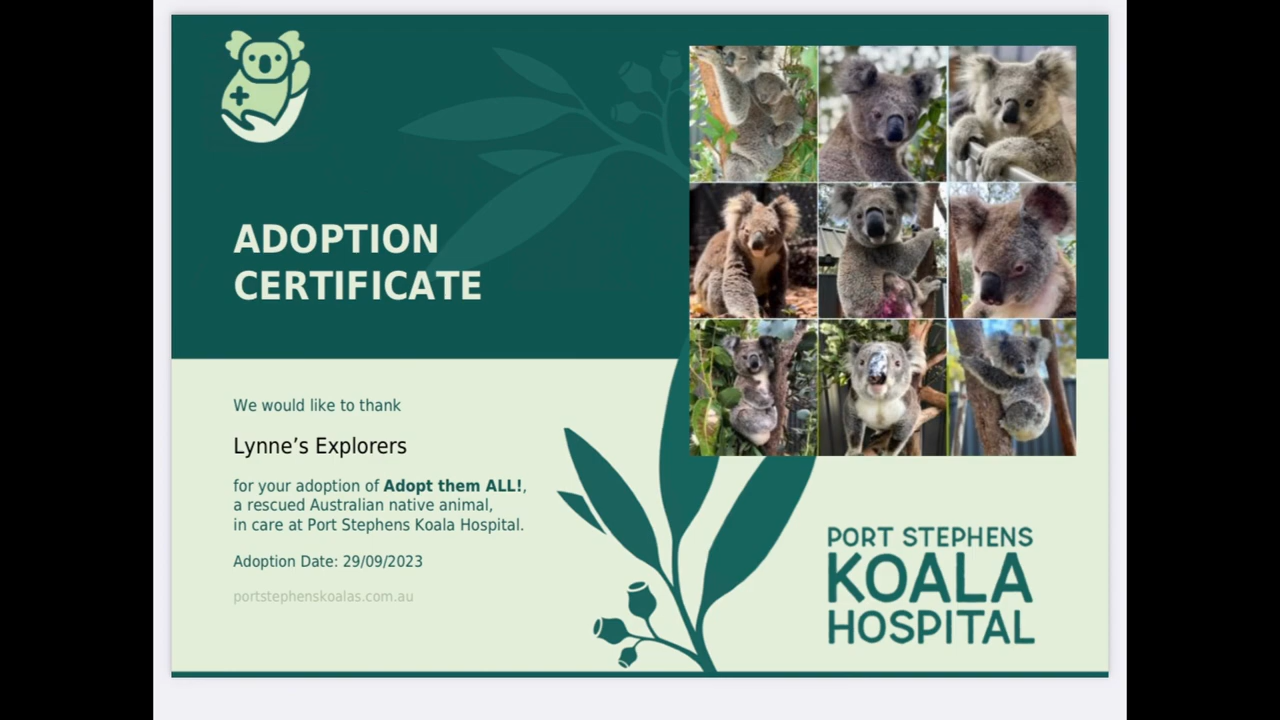 ADOPTION
CERTIFICATE
We would like to thank
Lynne’s Explorers
for your adoption of Adopt them ALL!,
a rescued Australian native animal,
in care at Port Stephens Koala Hospital.
Adoption Date: 29/09/2023
portstephenskoalas.com.au
PORT STEPHENS
KOALA
HOSPITAL